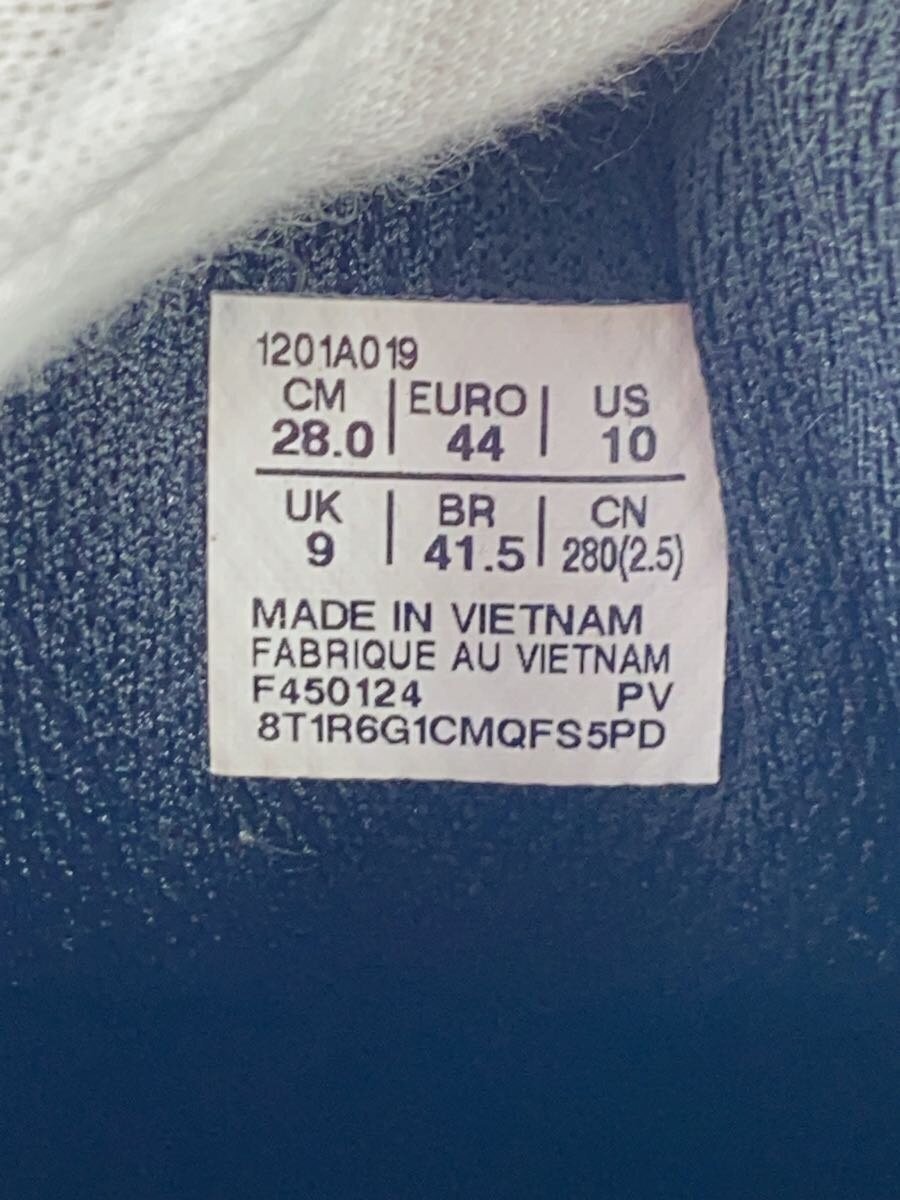 1201A019
CM EURO US
28.0 44 10
UK BR CN
9 41.5 280(2.5)
MADE IN VIETNAM
FABRIQUE AU VIETNAM
F450124 PV
8T1R6G1CMQFS5PD